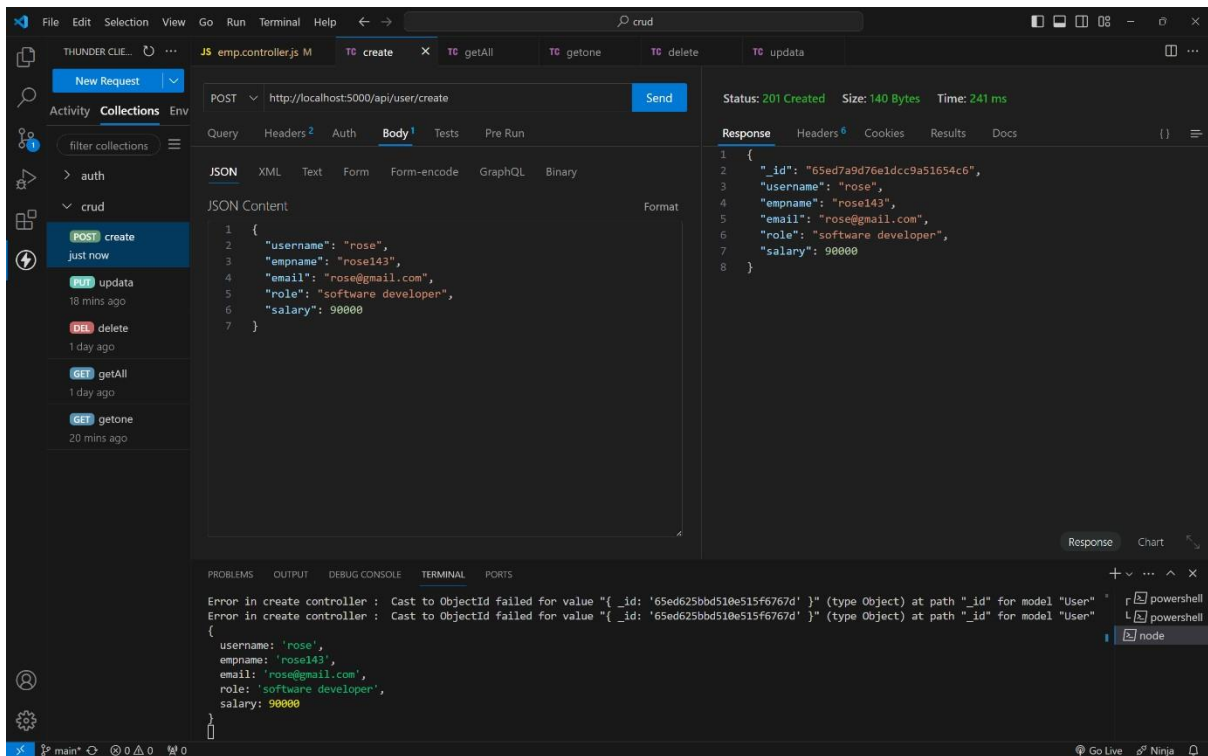 File Edit Selection View Go Run Terminal Help
crud
THUNDER CLIE...
JS emp.controller.js M
TC create
TC getAll
TC getone
TC delete
TC updata
New Request
Activity Collections Env
filter collections
auth
crud
POST create
just now
PUT updata
18 mins ago
DEL delete
1 day ago
GET getAll
1 day ago
GET getone
20 mins ago
POST http://localhost:5000/api/user/create Send
Query Headers 2 Auth Body 1 Tests Pre Run
JSON XML Text Form Form-encode GraphQL Binary
JSON Content Format
1 {
2 "username": "rose",
3 "empname": "rose143",
4 "email": "rose@gmail.com",
5 "role": "software developer",
6 "salary": 90000
7 }
Status: 201 Created Size: 140 Bytes Time: 241 ms
Response Headers 6 Cookies Results Docs
1 {
2 "_id": "65ed7a9d76e1dcc9a51654c6",
3 "username": "rose",
4 "empname": "rose143",
5 "email": "rose@gmail.com",
6 "role": "software developer",
7 "salary": 90000
8 }
Response Chart
PROBLEMS OUTPUT DEBUG CONSOLE TERMINAL PORTS
Error in create controller : Cast to ObjectId failed for value "{ _id: '65ed625bbd510e515f6767d' }" (type Object) at path "_id" for model "User"
Error in create controller : Cast to ObjectId failed for value "{ _id: '65ed625bbd510e515f6767d' }" (type Object) at path "_id" for model "User"
{
username: 'rose',
empname: 'rose143',
email: 'rose@gmail.com',
role: 'software developer',
salary: 90000
}
powershell
powershell
node
main* 0 0 0 Go Live Ninja